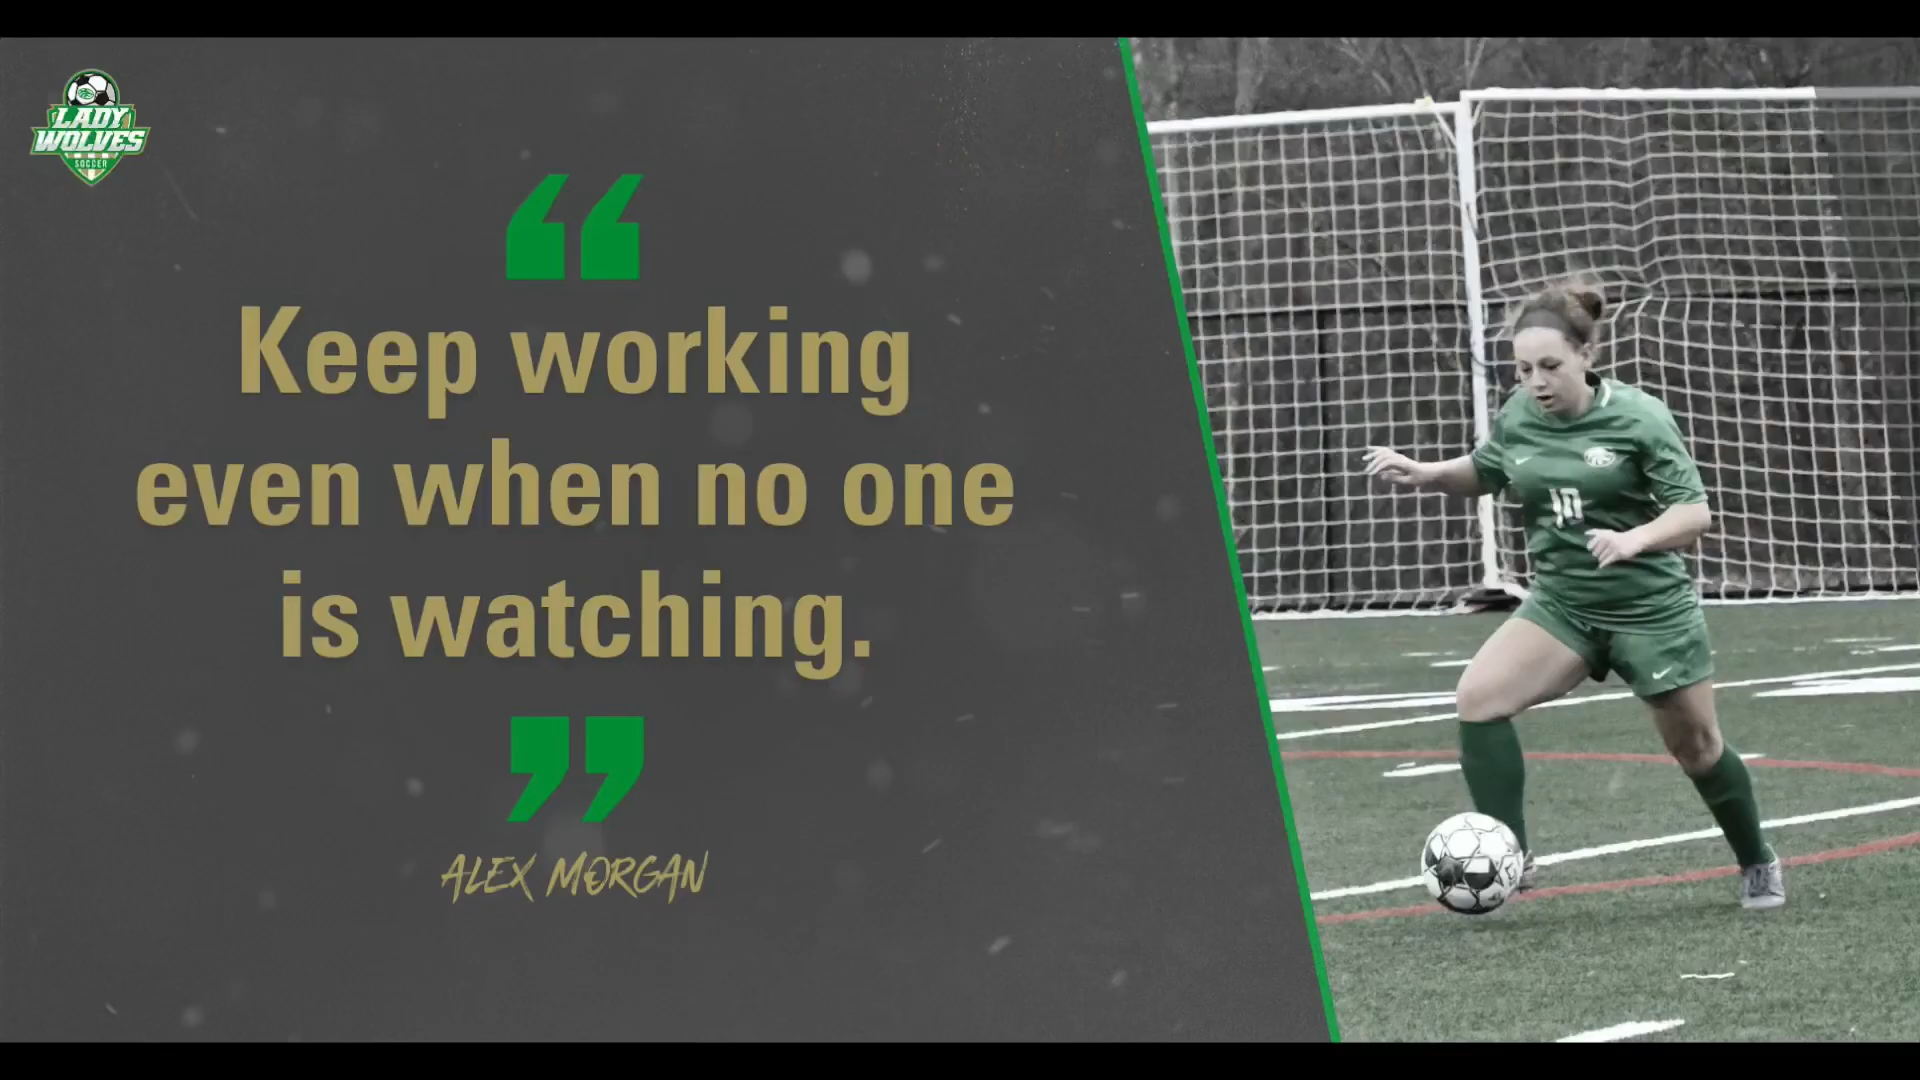 LADY
WOLVES
SOCCER
“
Keep working
even when no one
is watching.
”
ALEX MORGAN
10